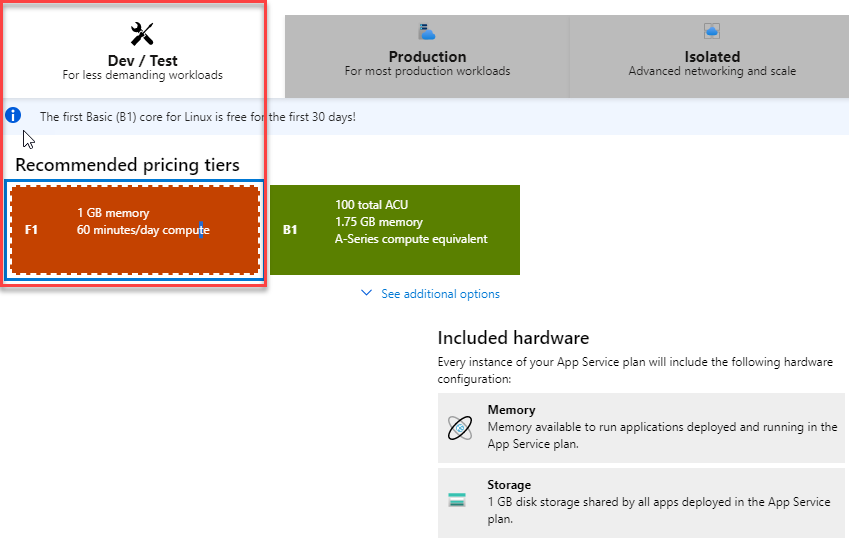 Dev / Test
For less demanding workloads
Production
For most production workloads
Isolated
Advanced networking and scale
The first Basic (B1) core for Linux is free for the first 30 days!
Recommended pricing tiers
F1
1 GB memory
60 minutes/day compute
B1
100 total ACU
1.75 GB memory
A-Series compute equivalent
See additional options
Included hardware
Every instance of your App Service plan will include the following hardware
configuration:
Memory
Memory available to run applications deployed and running in the
App Service plan.
Storage
1 GB disk storage shared by all apps deployed in the App Service
plan.